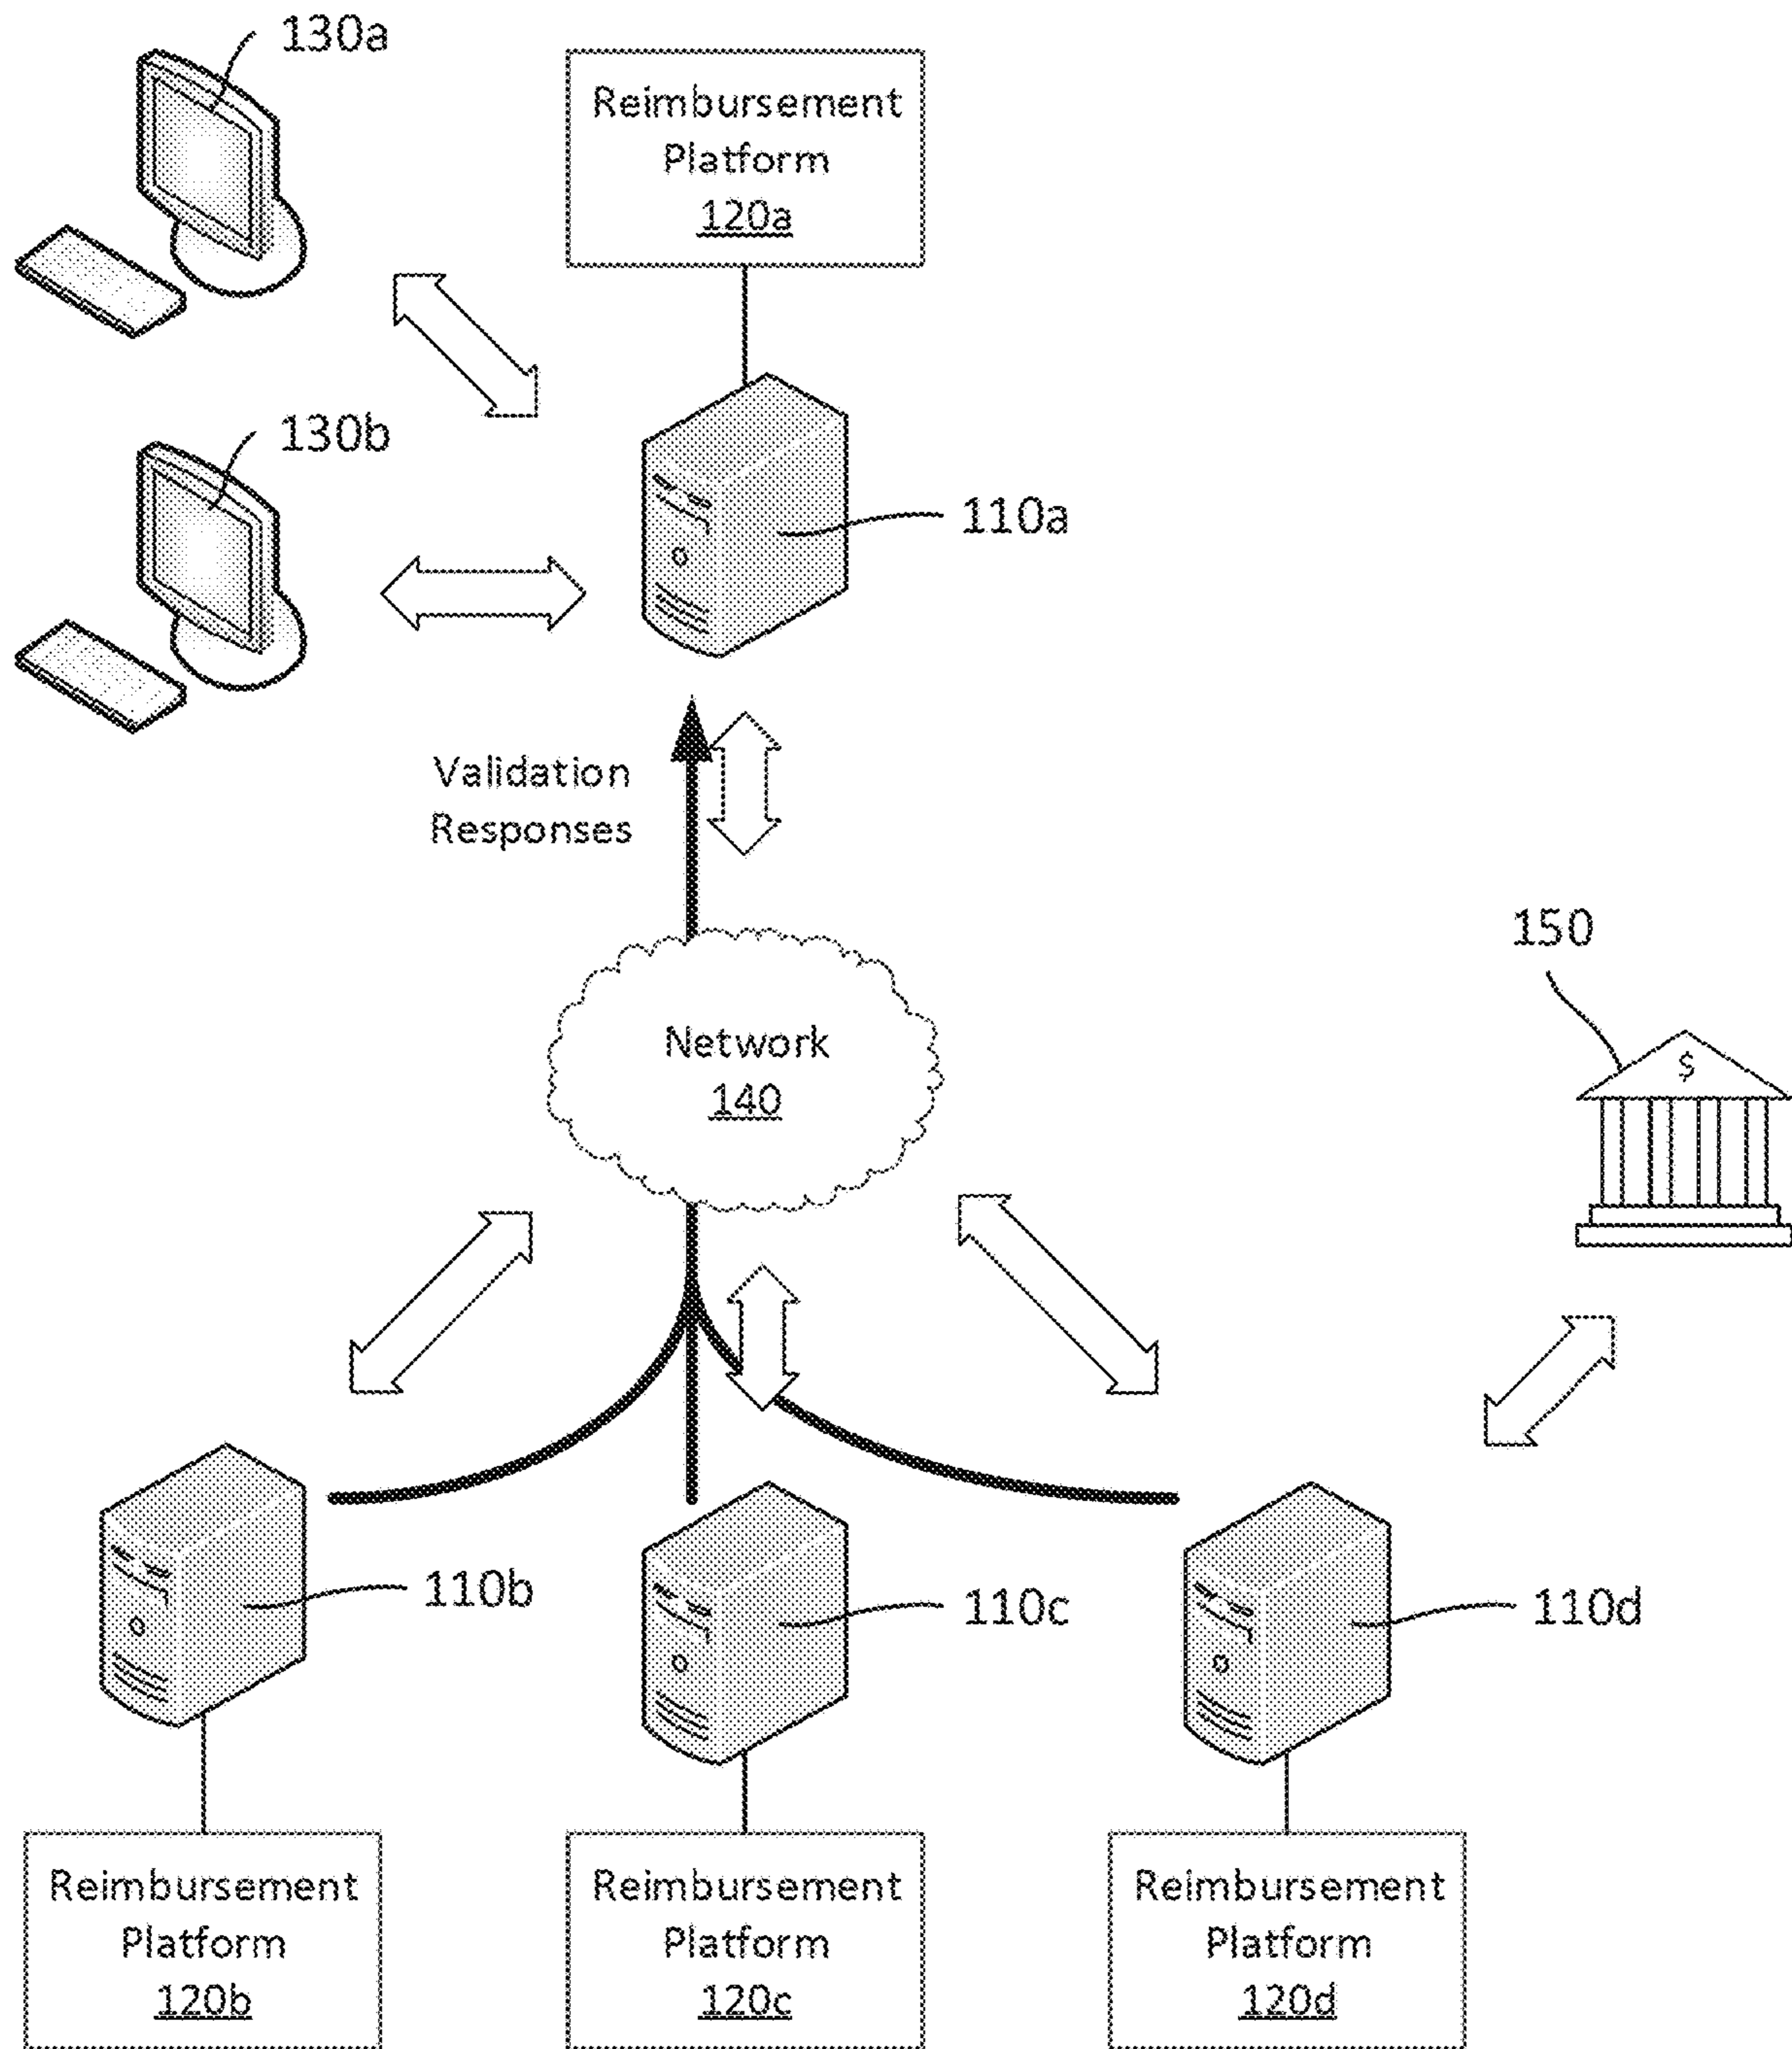 130a
Reimbursement
Platform
120a
130b
110a
Validation
Responses
150
$
Network
140
110b
110c
110d
Reimbursement
Platform
120b
Reimbursement
Platform
120c
Reimbursement
Platform
120d